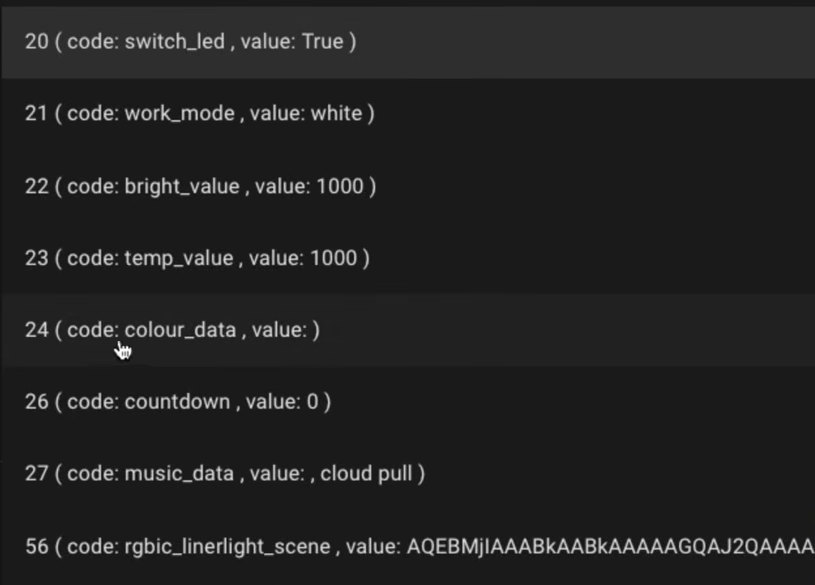 20 ( code: switch_led , value: True )
21 ( code: work_mode , value: white )
22 ( code: bright_value , value: 1000 )
23 ( code: temp_value , value: 1000 )
24 ( code: colour_data , value: )
26 ( code: countdown , value: 0 )
27 ( code: music_data , value: , cloud pull )
56 ( code: rgbic_linerlight_scene , value: AQEBMjIAAABkAABkAAAAAGQAJ2QAAAA